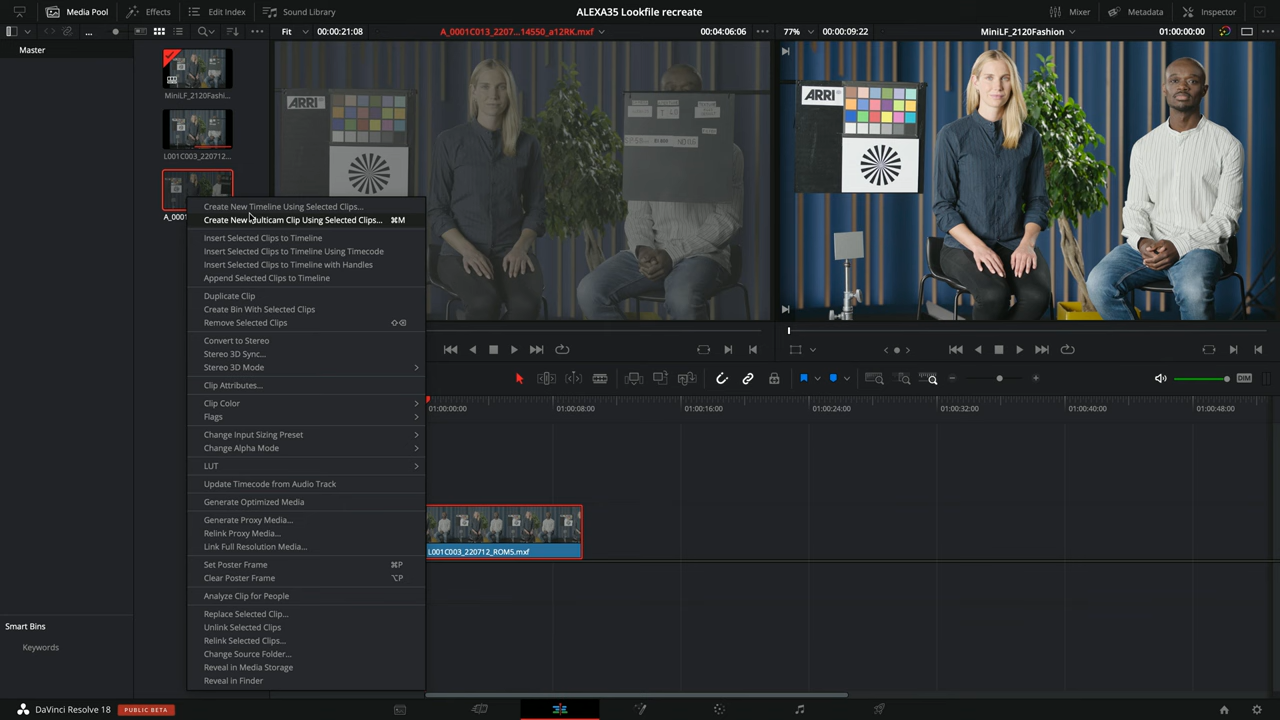 Media Pool Effects Edit Index Sound Library ALEXA35 Lookfile recreate Mixer Metadata Inspector
... Fit 00:00:21:08 A_0001C013_2207...14550_a12RK.mxf 00:04:06:06 77% 00:00:09:22 MiniLF_2120Fashion 01:00:00:00
Master
MiniLF_2120Fashi...
L001C003_220712...
A_000
ARRI
ARRI
Create New Timeline Using Selected Clips...
Create New Multicam Clip Using Selected Clips... ⌘M
Insert Selected Clips to Timeline
Insert Selected Clips to Timeline Using Timecode
Insert Selected Clips to Timeline with Handles
Append Selected Clips to Timeline
Duplicate Clip
Create Bin With Selected Clips
Remove Selected Clips ⇧⌫
Convert to Stereo
Stereo 3D Sync...
Stereo 3D Mode
Clip Attributes...
Clip Color
Flags
Change Input Sizing Preset
Change Alpha Mode
LUT
Update Timecode from Audio Track
Generate Optimized Media
Generate Proxy Media...
Relink Proxy Media...
Link Full Resolution Media...
Set Poster Frame ⌘P
Clear Poster Frame ⌥P
Analyze Clip for People
Replace Selected Clip...
Unlink Selected Clips
Relink Selected Clips...
Change Source Folder...
Reveal in Media Storage
Reveal in Finder
DIM
01:00:00:00 01:00:08:00 01:00:16:00 01:00:24:00 01:00:32:00 01:00:40:00 01:00:48:00
L001C003_220712_ROM5.mxf
Smart Bins
Keywords
DaVinci Resolve 18 PUBLIC BETA